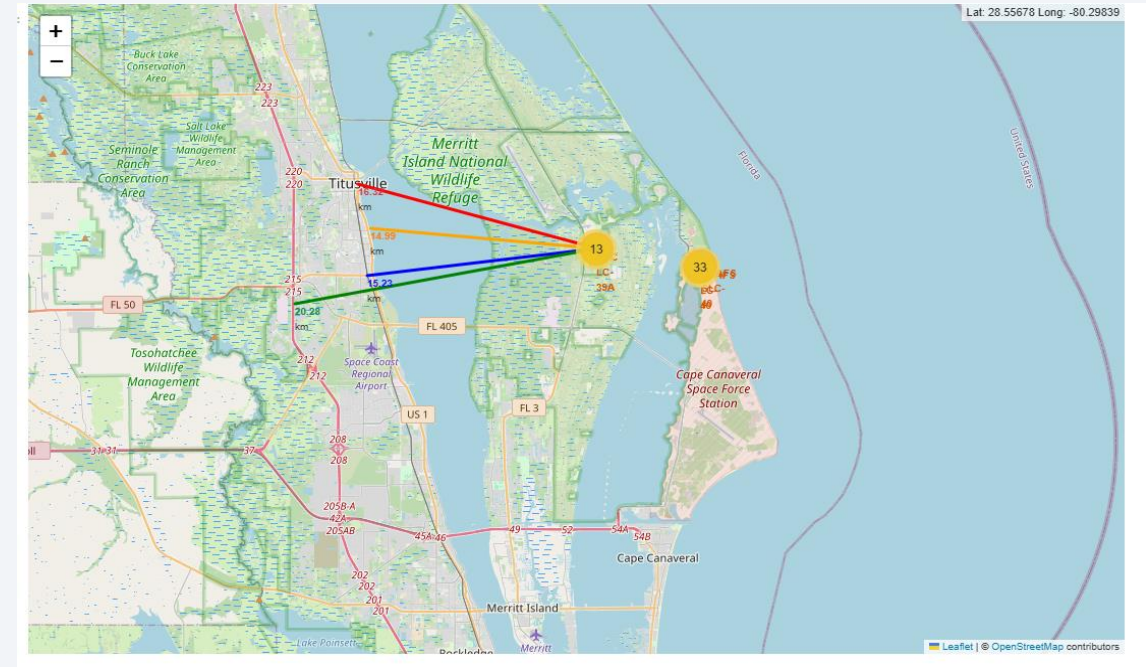 +
−
Lat: 28.55678 Long: -80.29839
Buck Lake
Conservation
Area
223
223
Salt Lake
Wildlife
Management
Area
Seminole
Ranch
Conservation
Area
Merritt
Island National
Wildlife
Refuge
Florida
United States
220
220
Titusville
16.32
km
14.99
km
13
LC-
39A
33
215
215
15.23
km
20.28
km
FL 50
FL 405
Tosohatchee
Wildlife
Management
Area
212
212
Space Coast
Regional
Airport
Cape Canaveral
Space Force
Station
US 1
FL 3
208
208
31-31
37
205B-A
42A
205AB
45A-46
49
52
54A
54B
Cape Canaveral
202
202
201
201
Merritt Island
Lake Poinsett
Rockledge
Merritt
Leaflet | © OpenStreetMap contributors